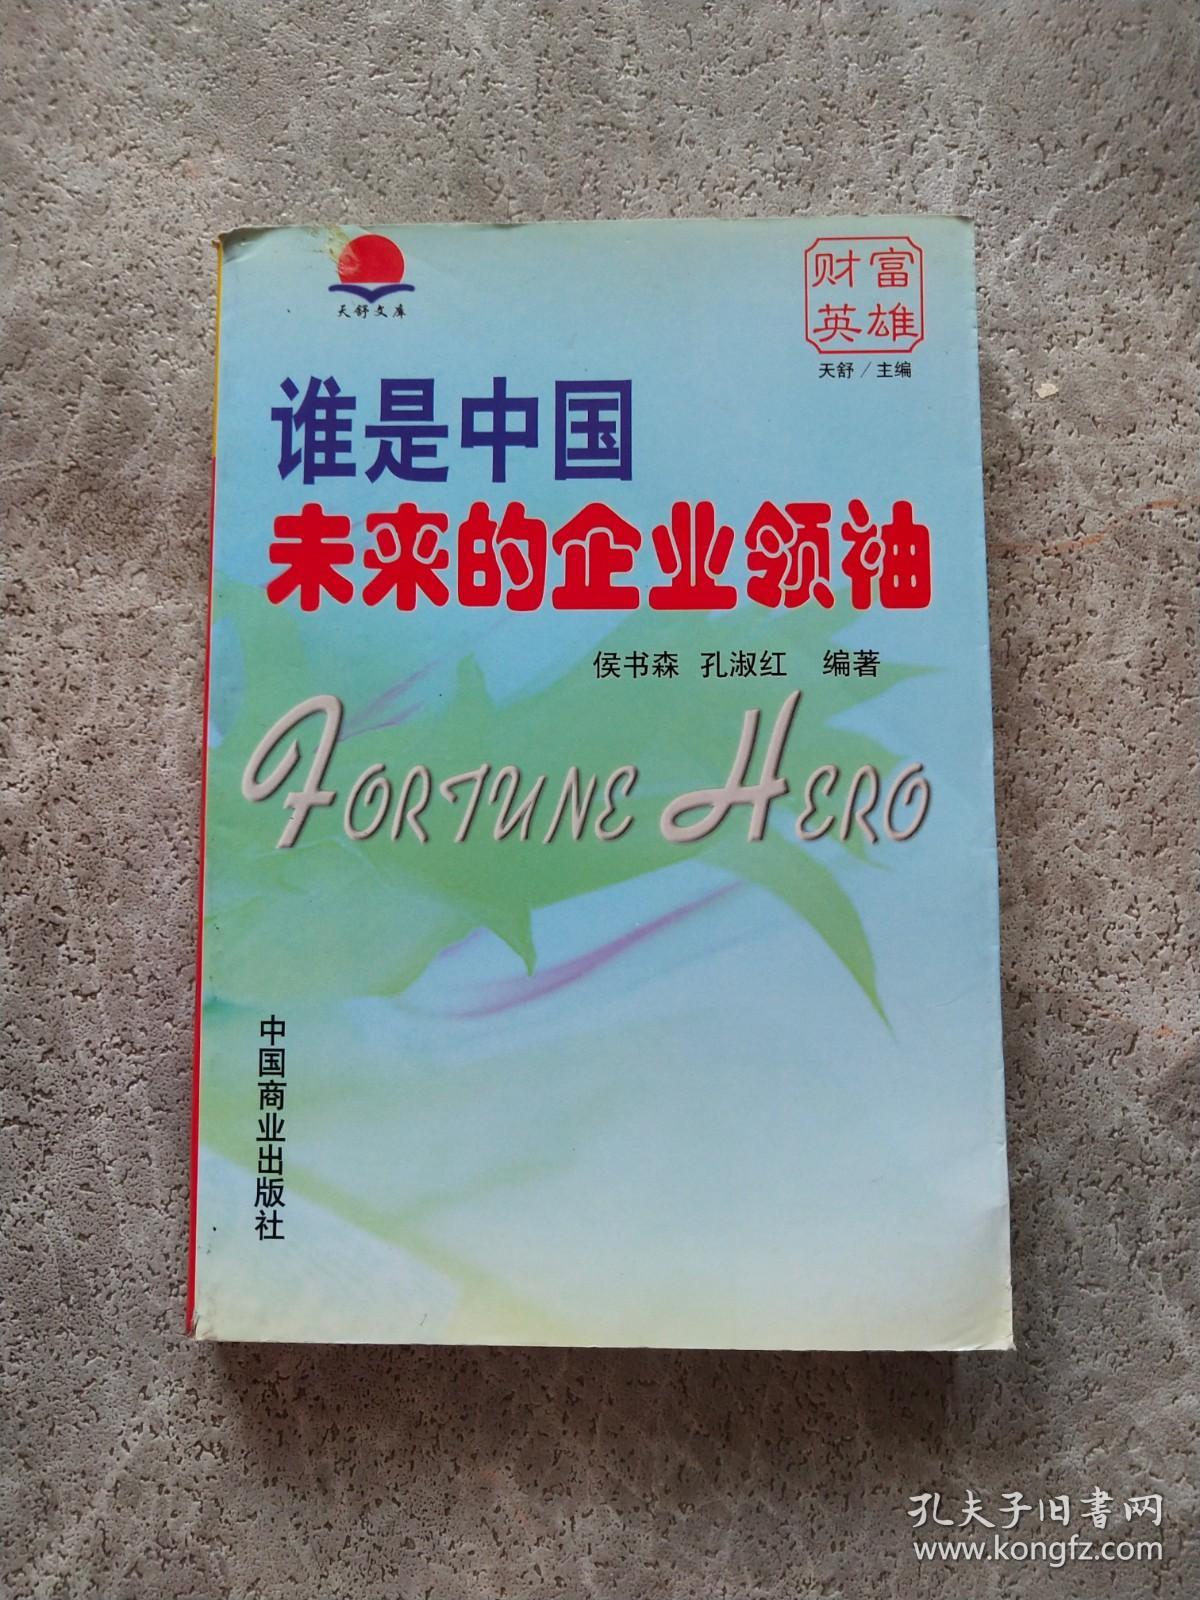 天舒文库
财富
英雄
天舒/主编
谁是中国
未来的企业领袖
侯书森 孔淑红 编著
FORTUNE HERO
中国商业出版社
孔夫子旧書网
www.kongfz.com